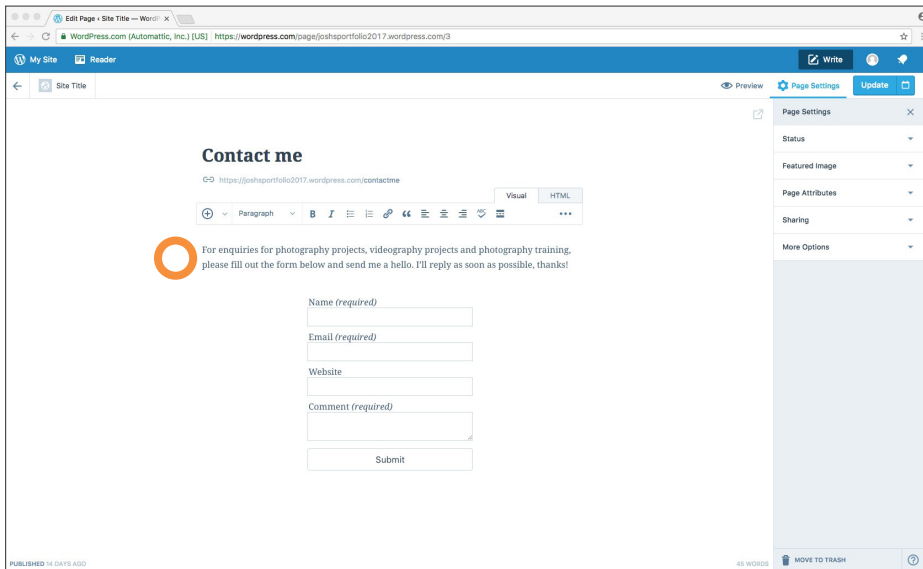 Edit Page ‹ Site Title — WordPr
WordPress.com (Automattic, Inc.) [US] https://wordpress.com/page/joshsportfolio2017.wordpress.com/3
My Site Reader Write
Site Title Preview Page Settings Update
Page Settings
Status
Featured Image
Page Attributes
Sharing
More Options
Contact me
https://joshsportfolio2017.wordpress.com/contactme
Visual HTML
Paragraph B I ABC
For enquiries for photography projects, videography projects and photography training,
please fill out the form below and send me a hello. I'll reply as soon as possible, thanks!
Name (required)
Email (required)
Website
Comment (required)
Submit
PUBLISHED 14 DAYS AGO 45 WORDS MOVE TO TRASH